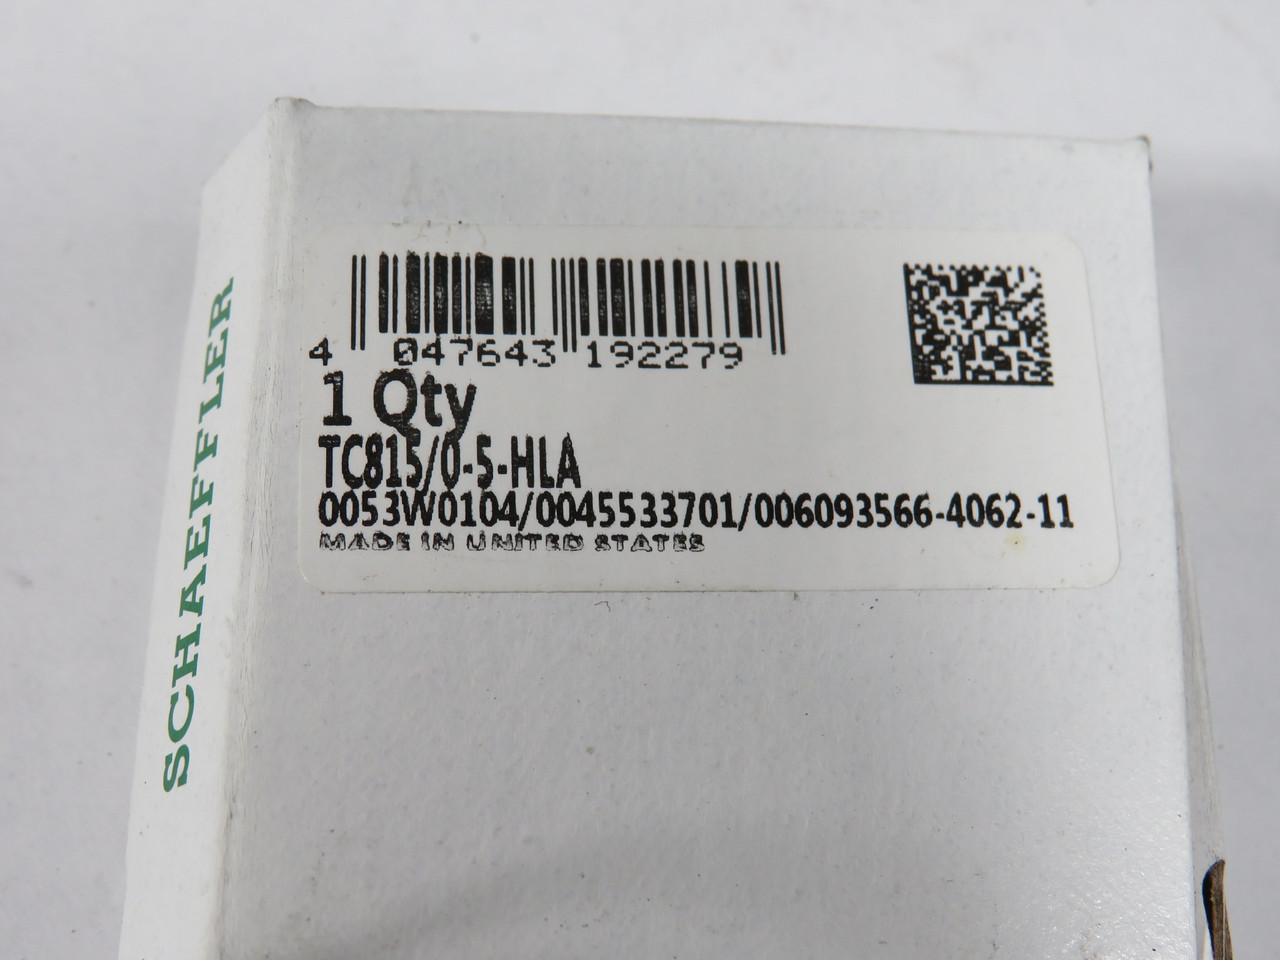 SCHAEFFLER
4 047643 192279
1 Qty
TC815/0-5-HLA
0053W0104/0045533701/006093566-4062-11
MADE IN UNITED STATES